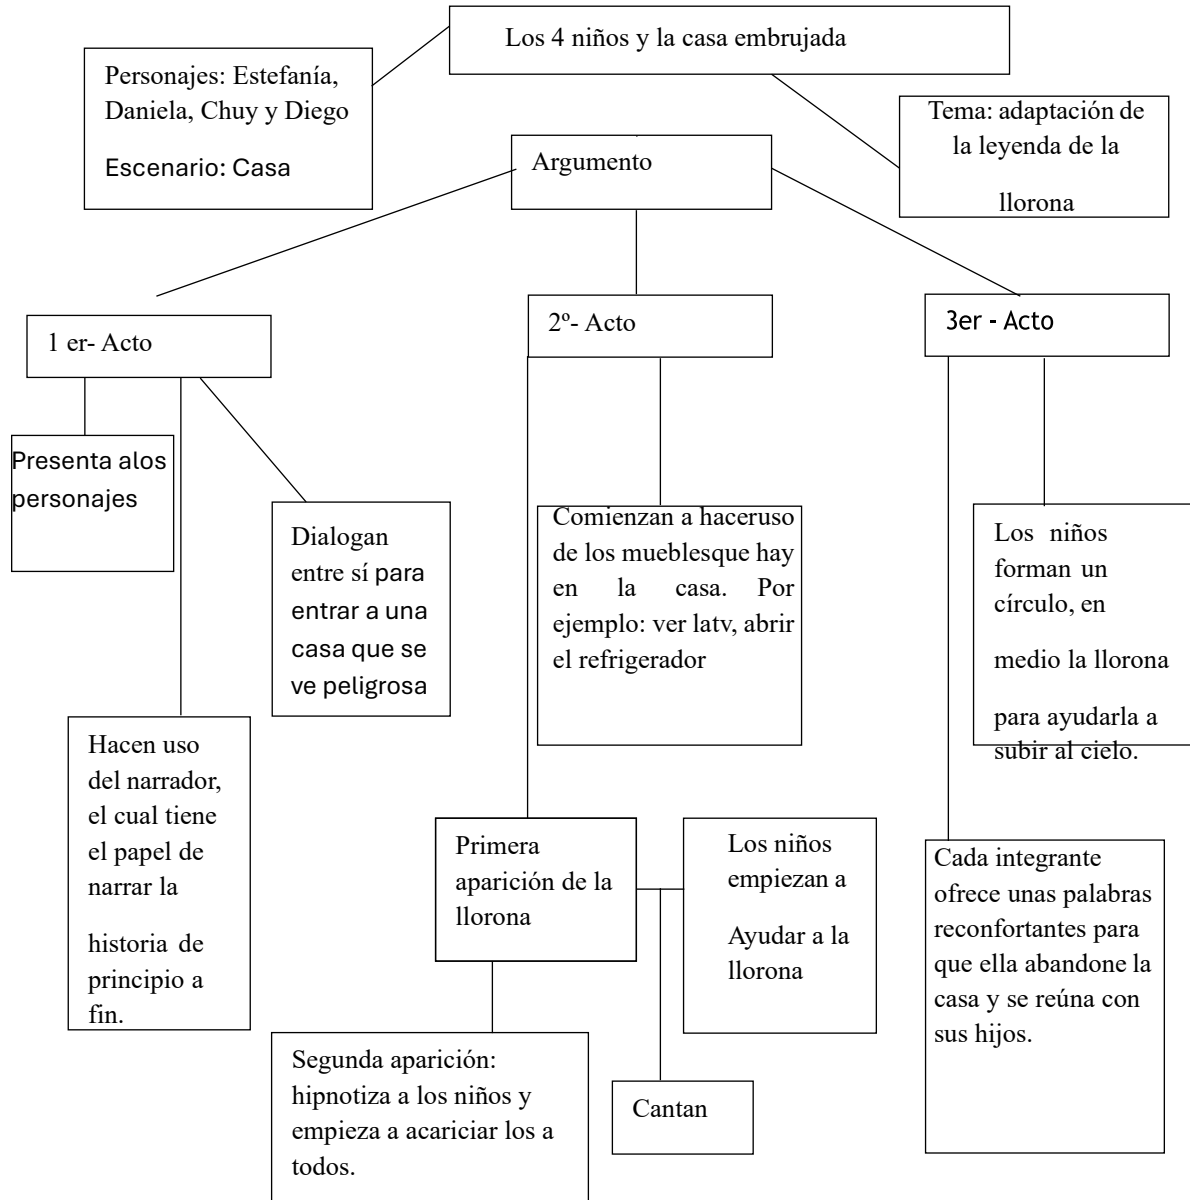 Los 4 niños y la casa embrujada
Personajes: Estefanía,
Daniela, Chuy y Diego
Escenario: Casa
Tema: adaptación de
la leyenda de la
llorona
Argumento
1 er- Acto
2º- Acto
3er - Acto
Presenta alos
personajes
Dialogan
entre sí para
entrar a una
casa que se
ve peligrosa
Hacen uso
del narrador,
el cual tiene
el papel de
narrar la
historia de
principio a
fin.
Comienzan a haceruso
de los mueblesque hay
en la casa. Por
ejemplo: ver latv, abrir
el refrigerador
Primera
aparición de la
llorona
Los niños
empiezan a
Ayudar a la
llorona
Segunda aparición:
hipnotiza a los niños y
empieza a acariciar los a
todos.
Cantan
Los niños
forman un
círculo, en
medio la llorona
para ayudarla a
subir al cielo.
Cada integrante
ofrece unas palabras
reconfortantes para
que ella abandone la
casa y se reúna con
sus hijos.